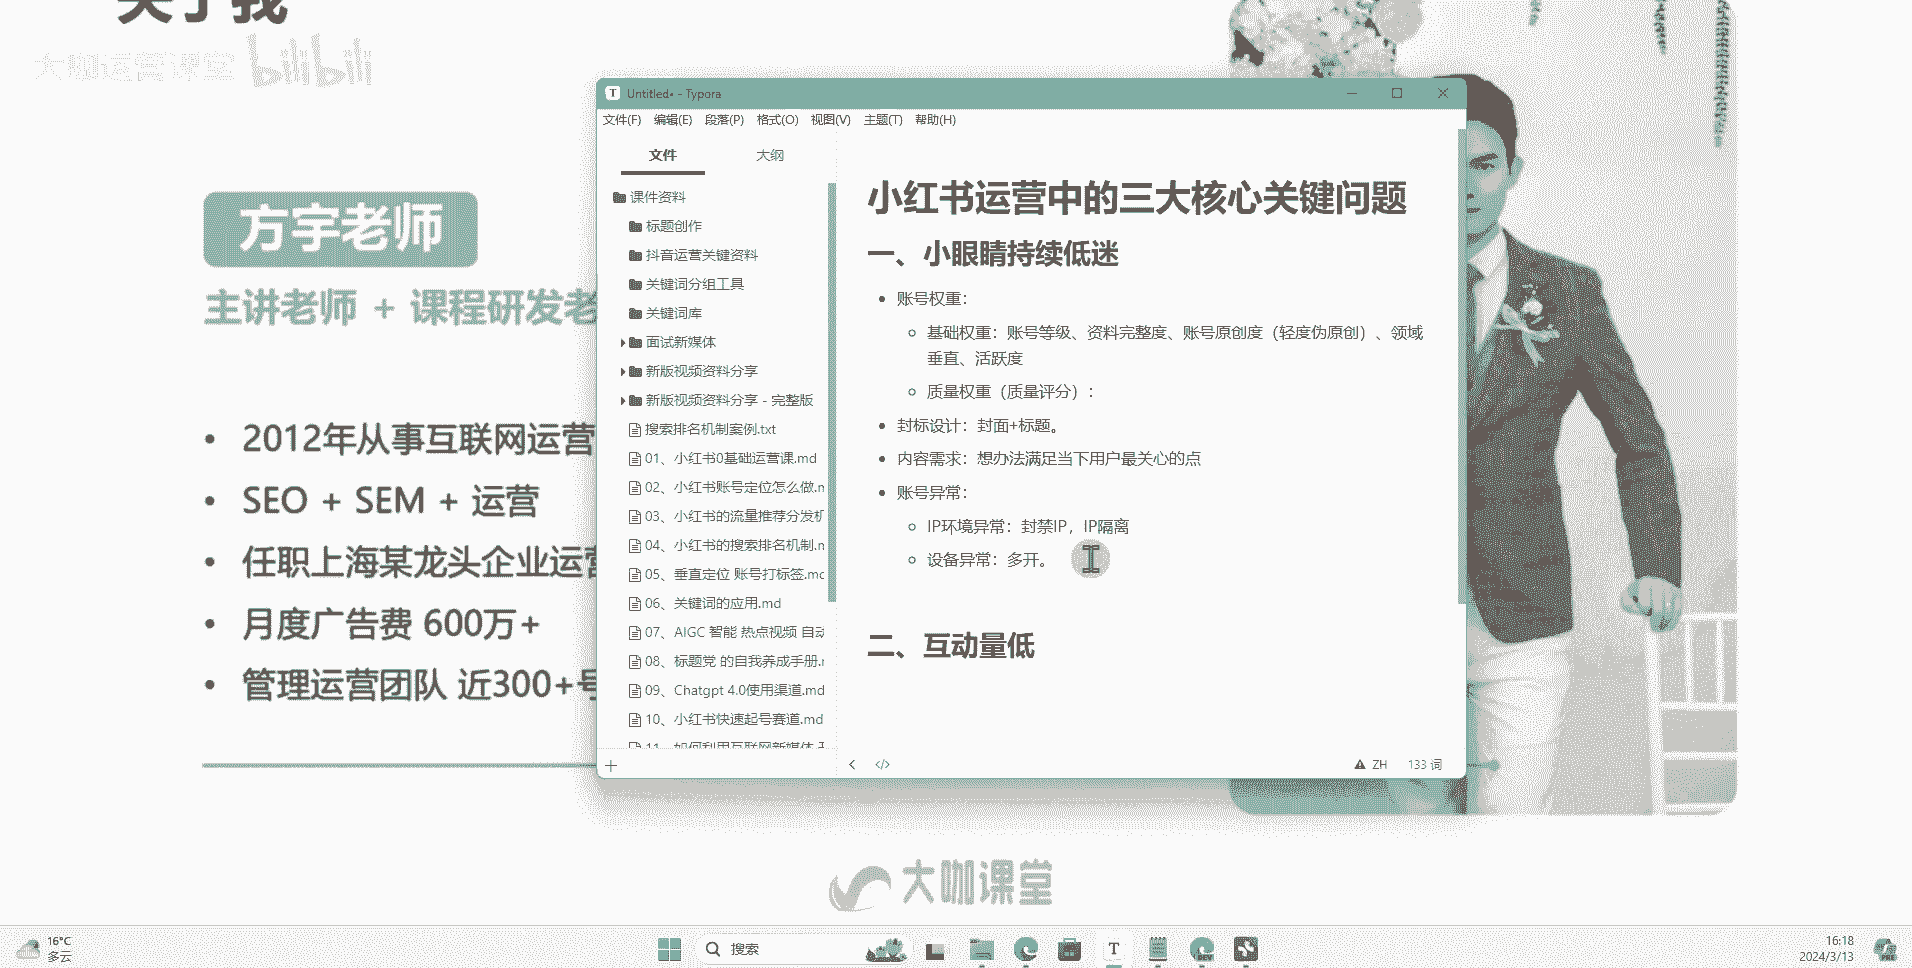 关于我
大咖运营课堂 bilibili
方宇老师
主讲老师 + 课程研发老
• 2012年从事互联网运营
• SEO + SEM + 运营
• 任职上海某龙头企业运营
• 月度广告费 600万+
• 管理运营团队 近300+号
Untitled• - Typora
文件(F) 编辑(E) 段落(P) 格式(O) 视图(V) 主题(T) 帮助(H)
文件 大纲
课件资料
标题创作
抖音运营关键资料
关键词分组工具
关键词库
面试新媒体
新版视频资料分享
新版视频资料分享 - 完整版
搜索排名机制案例.txt
01、小红书0基础运营课.md
02、小红书账号定位怎么做.m
03、小红书的流量推荐分发机
04、小红书的搜索排名机制.m
05、垂直定位 账号打标签.mc
06、关键词的应用.md
07、AIGC 智能 热点视频 自动
08、标题党 的自我养成手册.r
09、Chatgpt 4.0使用渠道.md
10、小红书快速起号赛道.md
11、如何利用互联网新媒体
小红书运营中的三大核心关键问题
一、小眼睛持续低迷
• 账号权重：
基础权重：账号等级、资料完整度、账号原创度（轻度伪原创）、领域
垂直、活跃度
质量权重（质量评分）：
• 封标设计：封面+标题。
• 内容需求：想办法满足当下用户最关心的点
• 账号异常：
IP环境异常：封禁IP，IP隔离
设备异常：多开。
二、互动量低
ZH 133 词
大咖课堂
16°C
多云
搜索
T
DEV
16:18
2024/3/13
PRE